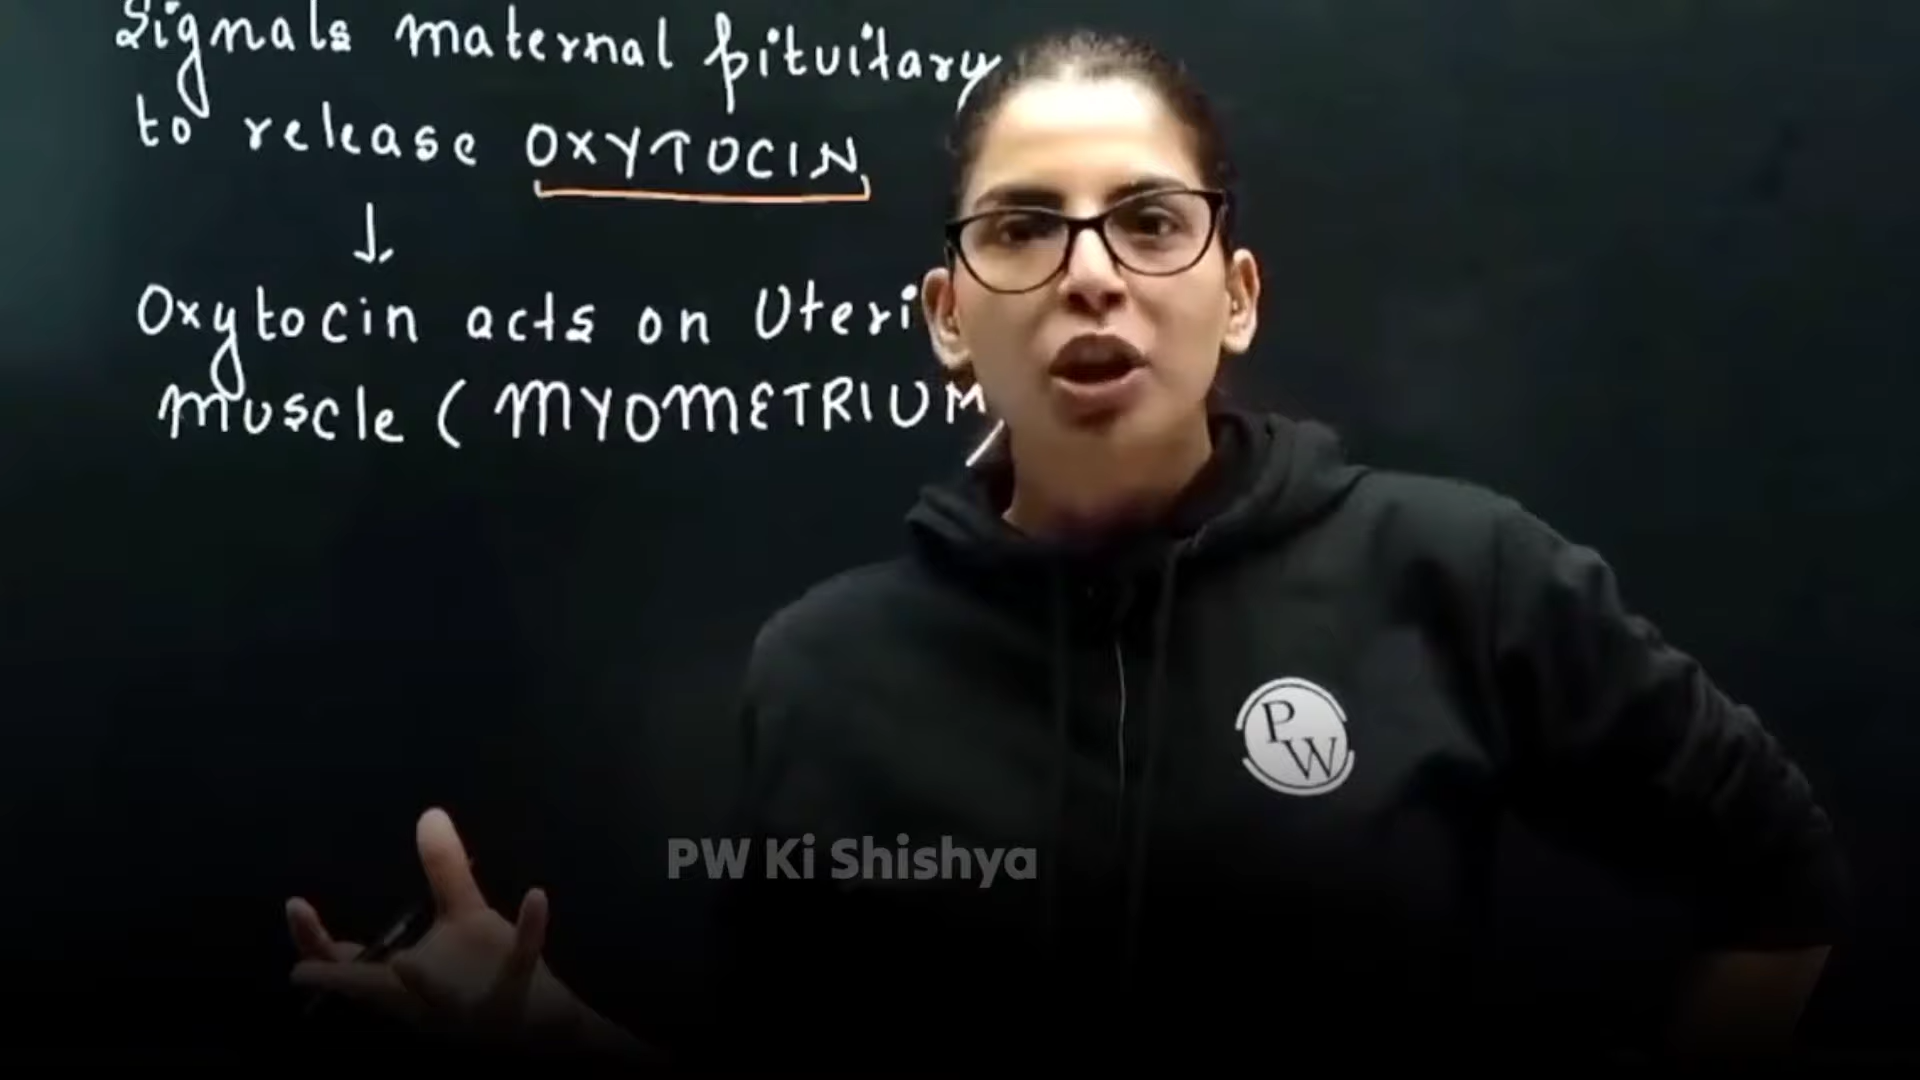 Signals maternal pituitary
to release OXYTOCIN
↓
Oxytocin acts on Uteri
muscle (MYOMETRIUM)
PW
PW Ki Shishya